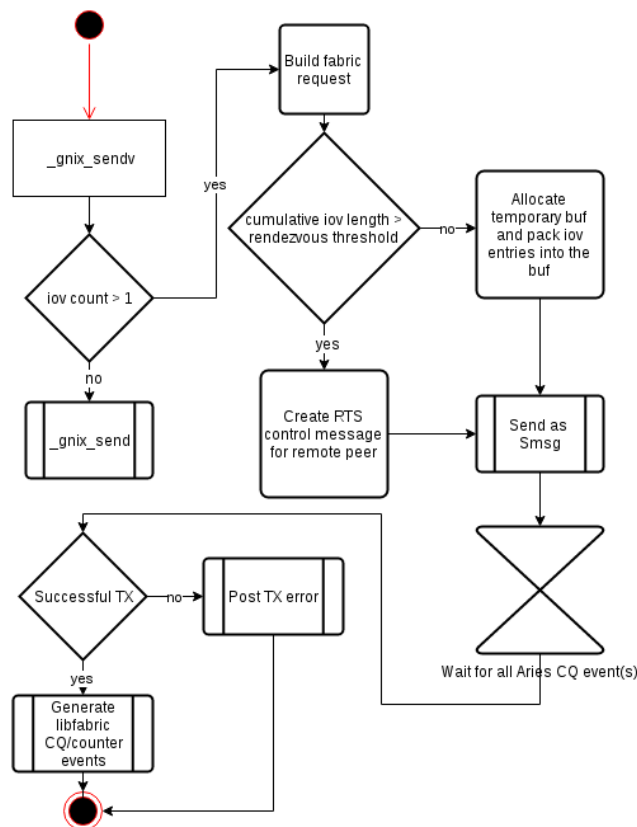 Build fabric
request
_gnix_sendv
yes
cumulative iov length >
rendezvous threshold
no
Allocate
temporary buf
and pack iov
entries into the
buf
iov count > 1
yes
no
Create RTS
control message
for remote peer
Send as
Smsg
_gnix_send
Successful TX
no
Post TX error
Wait for all Aries CQ event(s)
yes
Generate
libfabric
CQ/counter
events